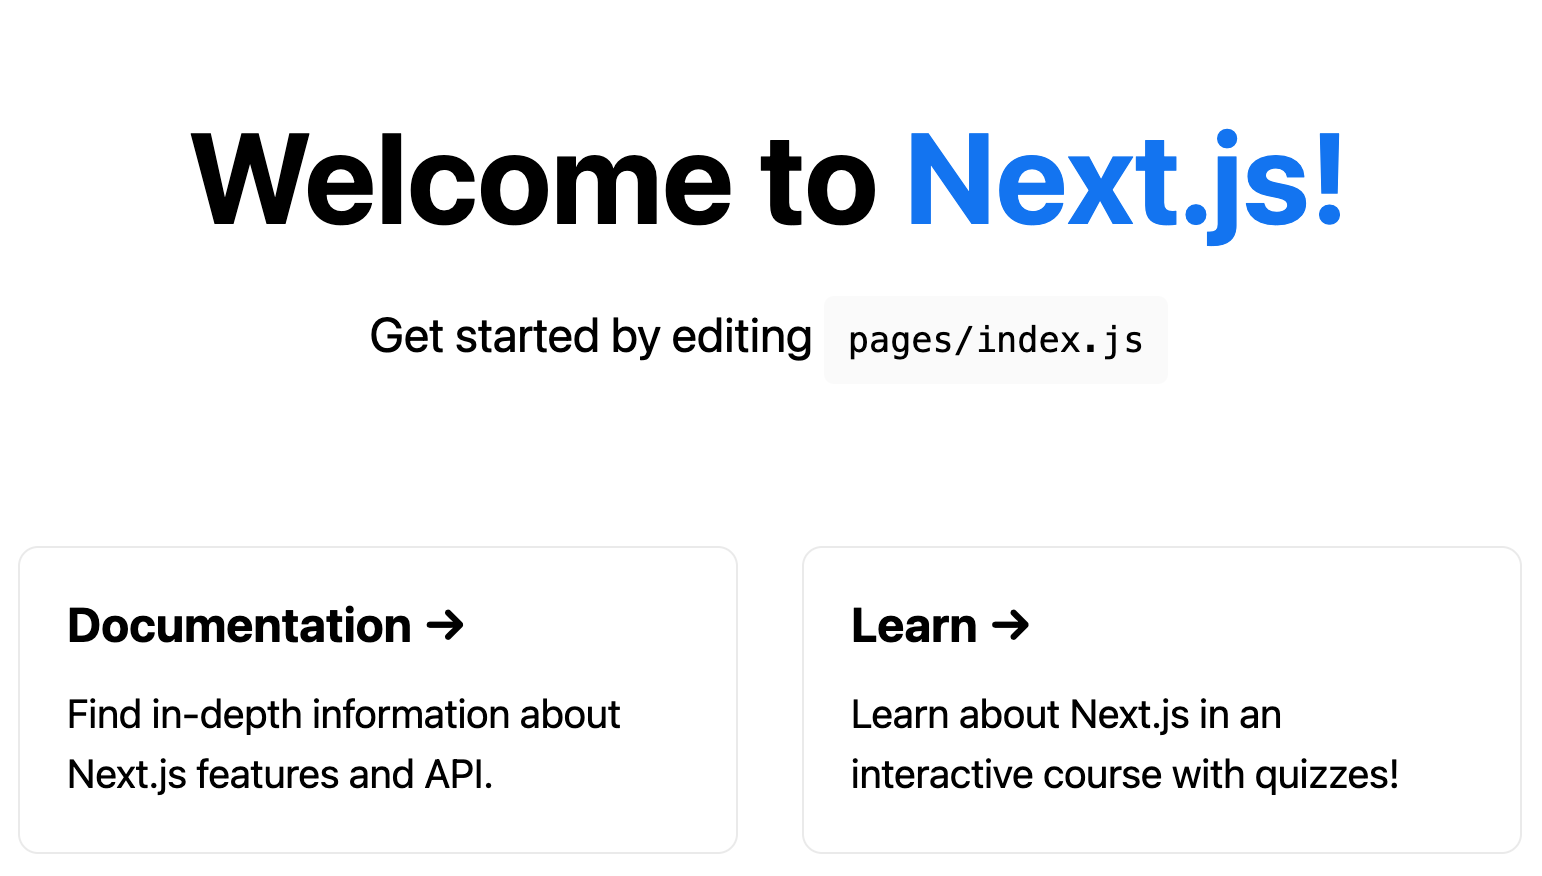 Welcome to Next.js!
Get started by editing pages/index.js
Documentation →
Find in-depth information about
Next.js features and API.
Learn →
Learn about Next.js in an
interactive course with quizzes!